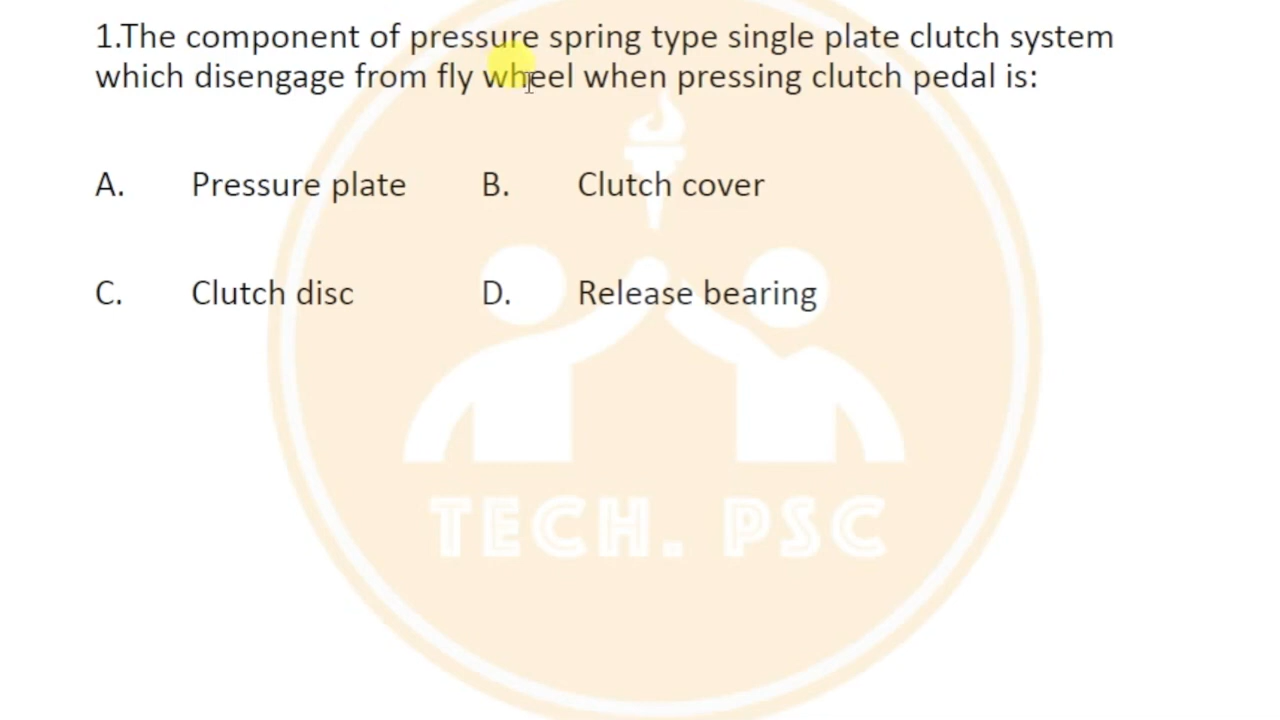 1.The component of pressure spring type single plate clutch system
which disengage from fly wheel when pressing clutch pedal is:
A. Pressure plate B. Clutch cover
C. Clutch disc D. Release bearing
TECH. PSC